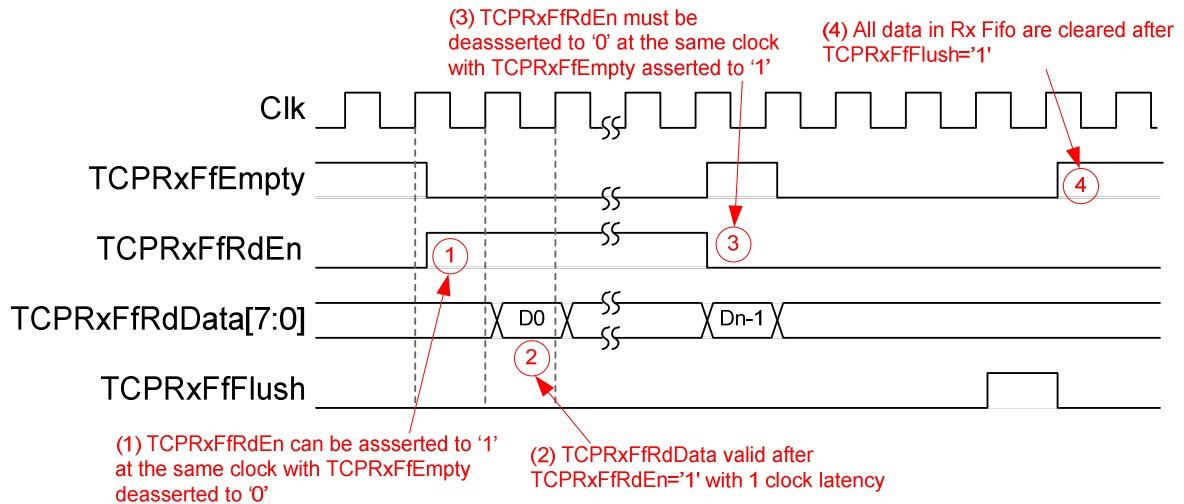 (3) TCPRxFfRdEn must be
deassserted to ‘0’ at the same clock
with TCPRxFfEmpty asserted to ‘1’
(4) All data in Rx Fifo are cleared after
TCPRxFfFlush=’1'
Clk
TCPRxFfEmpty
4
TCPRxFfRdEn
1
3
TCPRxFfRdData[7:0]
D0
Dn-1
2
TCPRxFfFlush
(1) TCPRxFfRdEn can be assserted to ‘1’
at the same clock with TCPRxFfEmpty
deasserted to ‘0’
(2) TCPRxFfRdData valid after
TCPRxFfRdEn=’1' with 1 clock latency